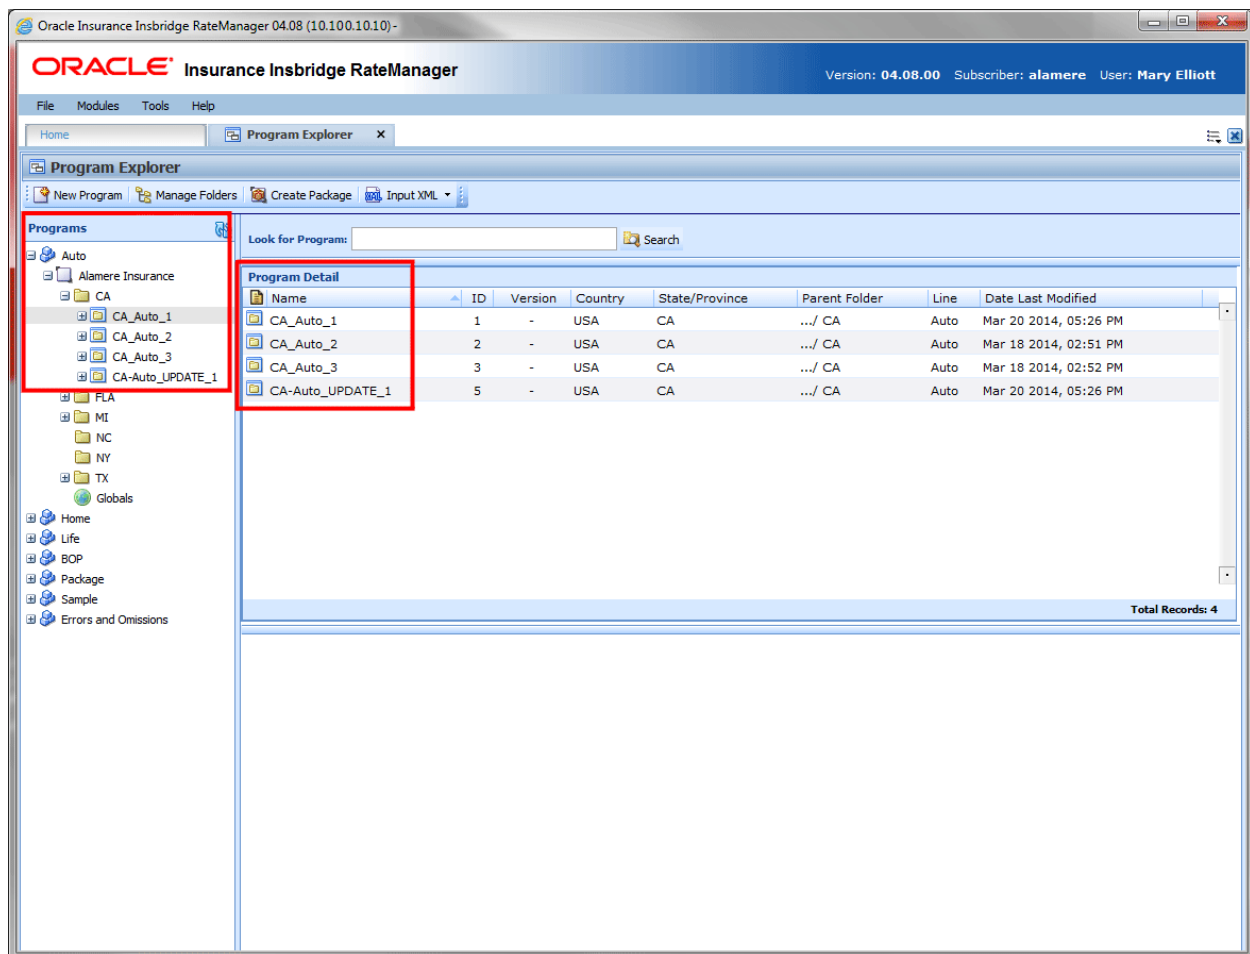 Oracle Insurance Insbridge RateManager 04.08 (10.100.10.10) -
ORACLE Insurance Insbridge RateManager
Version: 04.08.00 Subscriber: alamere User: Mary Elliott
File Modules Tools Help
Home Program Explorer
Program Explorer
New Program Manage Folders Create Package Input XML
Programs
Auto
Alamere Insurance
CA
CA_Auto_1
CA_Auto_2
CA_Auto_3
CA-Auto_UPDATE_1
FLA
MI
NC
NY
TX
Globals
Home
Life
BOP
Package
Sample
Errors and Omissions
Look for Program: Search
Program Detail
Name ID Version Country State/Province Parent Folder Line Date Last Modified
CA_Auto_1 1 - USA CA .../ CA Auto Mar 20 2014, 05:26 PM
CA_Auto_2 2 - USA CA .../ CA Auto Mar 18 2014, 02:51 PM
CA_Auto_3 3 - USA CA .../ CA Auto Mar 18 2014, 02:52 PM
CA-Auto_UPDATE_1 5 - USA CA .../ CA Auto Mar 20 2014, 05:26 PM
Total Records: 4